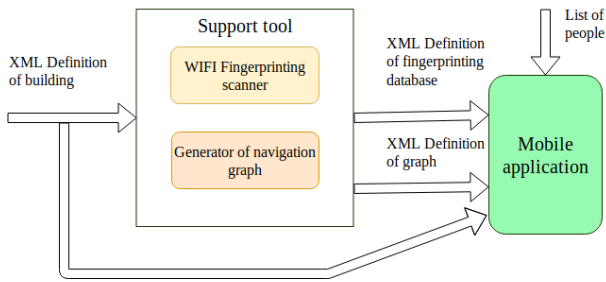 XML Definition
of building
Support tool
WIFI Fingerprinting
scanner
Generator of navigation
graph
XML Definition
of fingerprinting
database
XML Definition
of graph
List of
people
Mobile
application